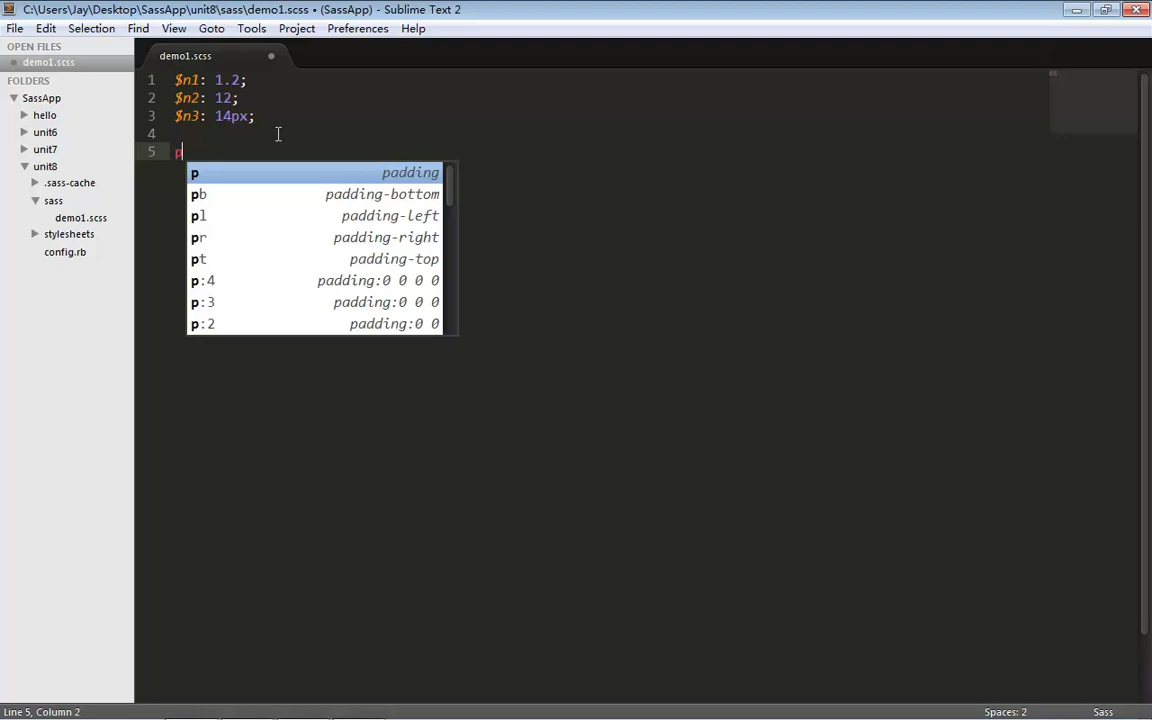 C:\Users\Jay\Desktop\SassApp\unit8\sass\demo1.scss • (SassApp) - Sublime Text 2
File Edit Selection Find View Goto Tools Project Preferences Help
OPEN FILES
demo1.scss
FOLDERS
SassApp
hello
unit6
unit7
unit8
.sass-cache
sass
demo1.scss
stylesheets
config.rb
demo1.scss
1 $n1: 1.2;
2 $n2: 12;
3 $n3: 14px;
4
5 p
p padding
pb padding-bottom
pl padding-left
pr padding-right
pt padding-top
p:4 padding:0 0 0 0
p:3 padding:0 0 0
p:2 padding:0 0
Line 5, Column 2
Spaces: 2
Sass